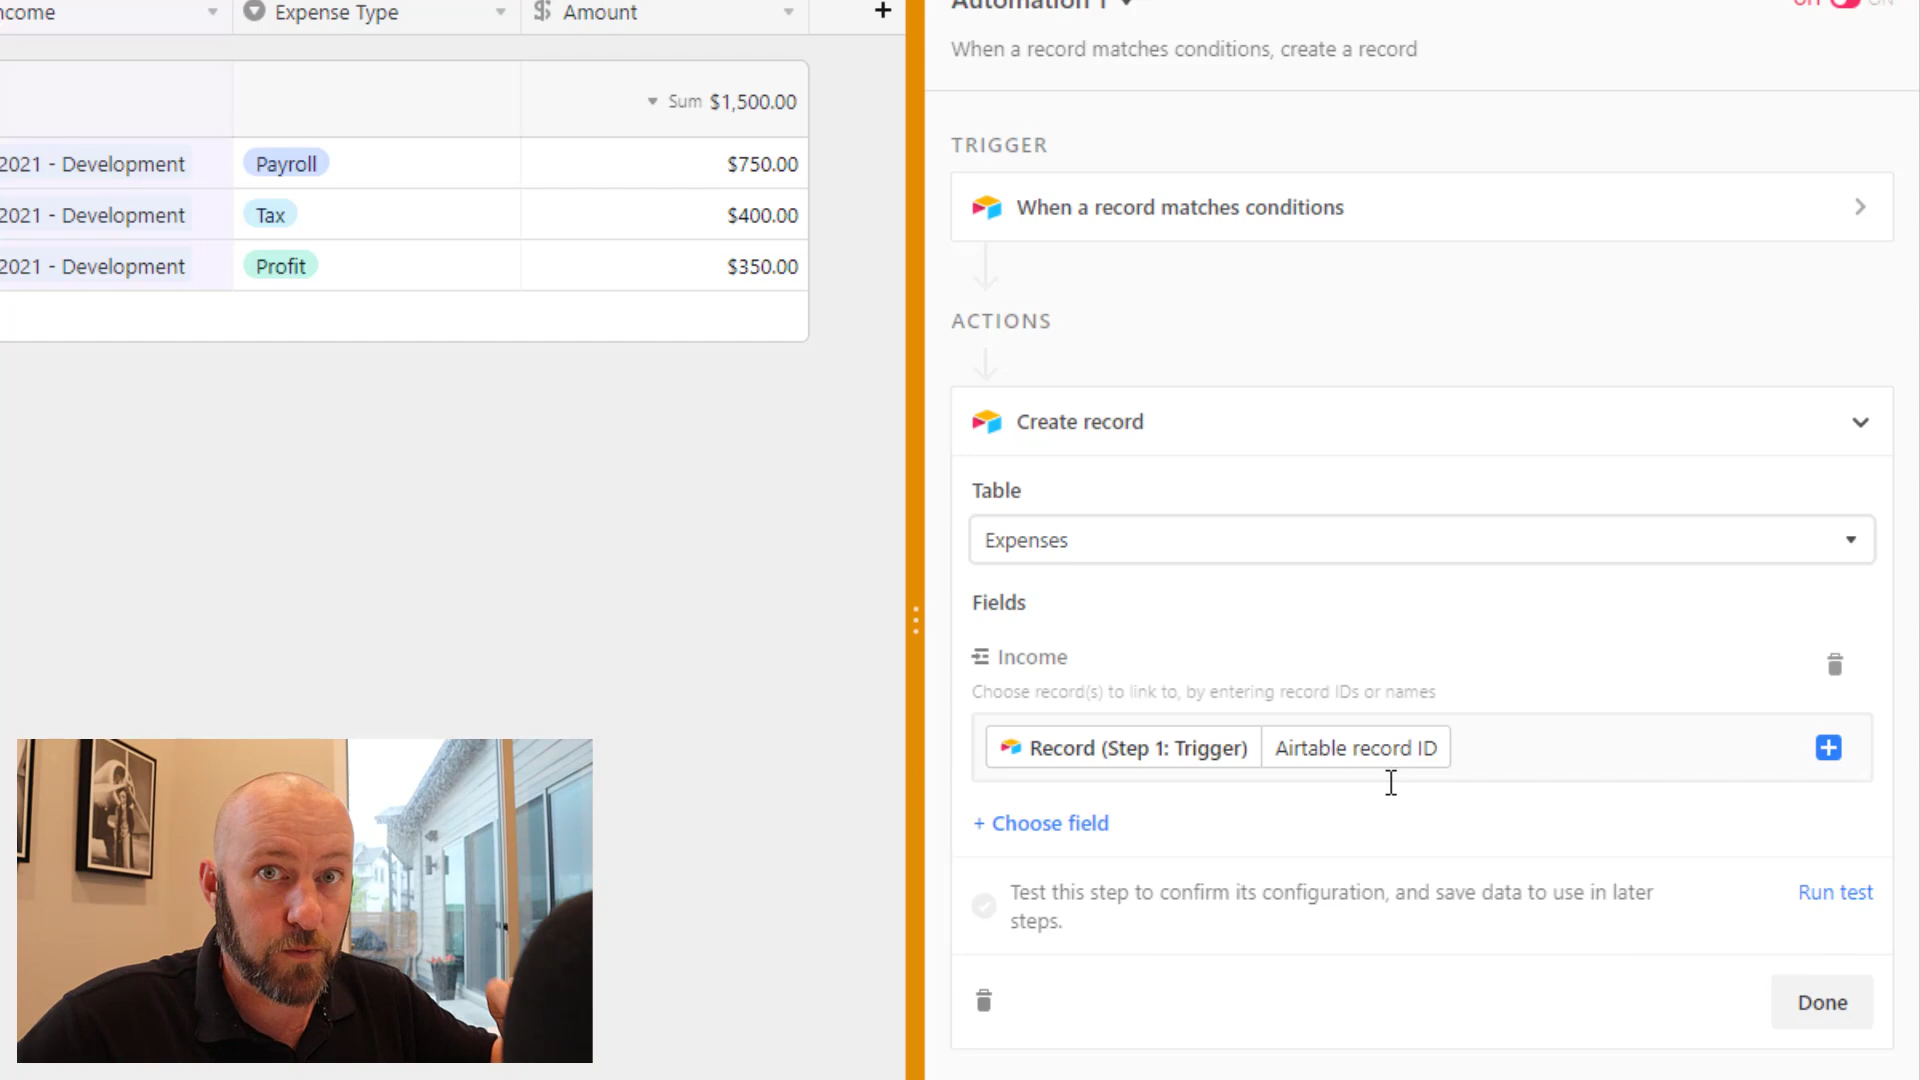 Expense Type
Amount
Sum $1,500.00
2021 - Development
Payroll
$750.00
2021 - Development
Tax
$400.00
2021 - Development
Profit
$350.00
When a record matches conditions, create a record
TRIGGER
When a record matches conditions
ACTIONS
Create record
Table
Expenses
Fields
Income
Choose record(s) to link to, by entering record IDs or names
Record (Step 1: Trigger)
Airtable record ID
+ Choose field
Test this step to confirm its configuration, and save data to use in later
steps.
Run test
Done